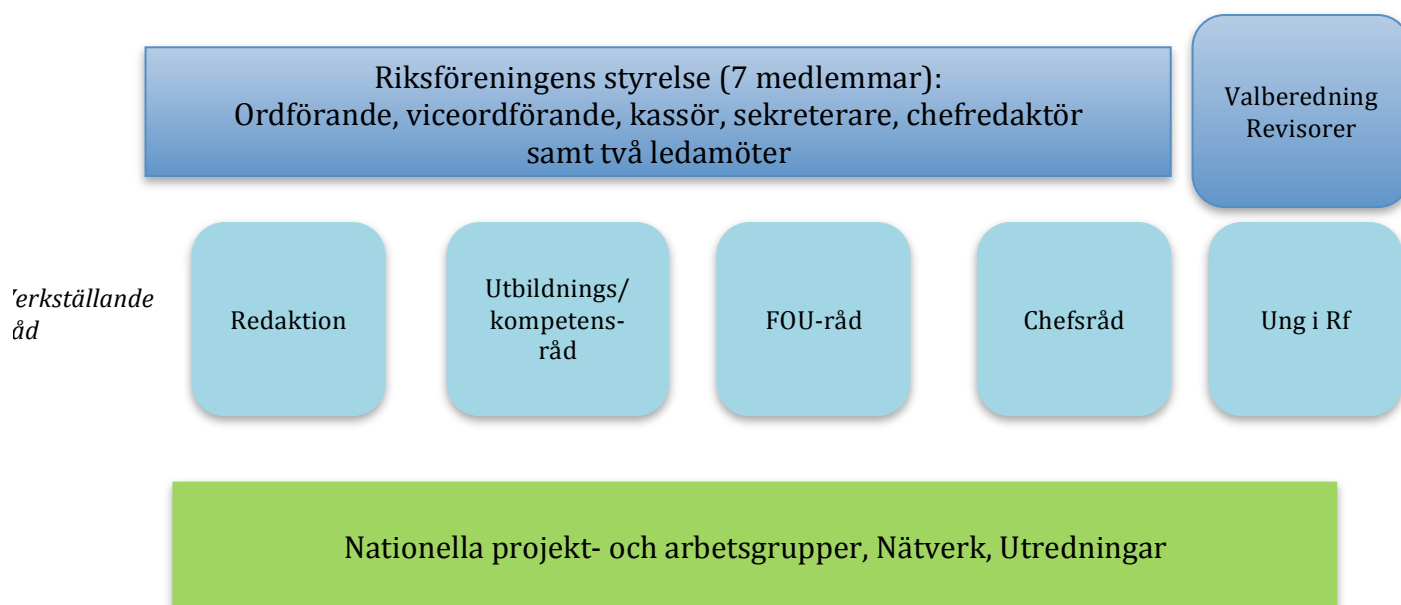 Riksföreningens styrelse (7 medlemmar):
Ordförande, viceordförande, kassör, sekreterare, chefredaktör
samt två ledamöter
Valberedning
Revisorer
erkställande
åd
Redaktion
Utbildnings/
kompetens-
råd
FOU-råd
Chefsråd
Ung i Rf
Nationella projekt- och arbetsgrupper, Nätverk, Utredningar